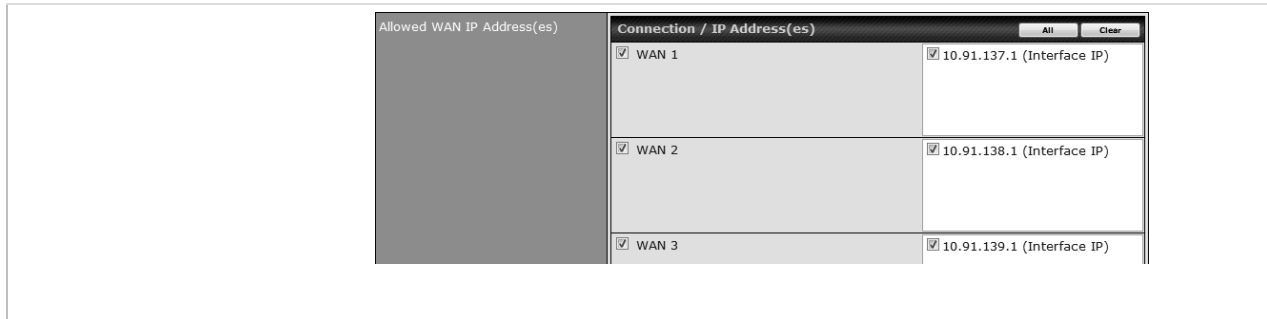 Allowed WAN IP Address(es)
Connection / IP Address(es) All Clear
WAN 1 10.91.137.1 (Interface IP)
WAN 2 10.91.138.1 (Interface IP)
WAN 3 10.91.139.1 (Interface IP)